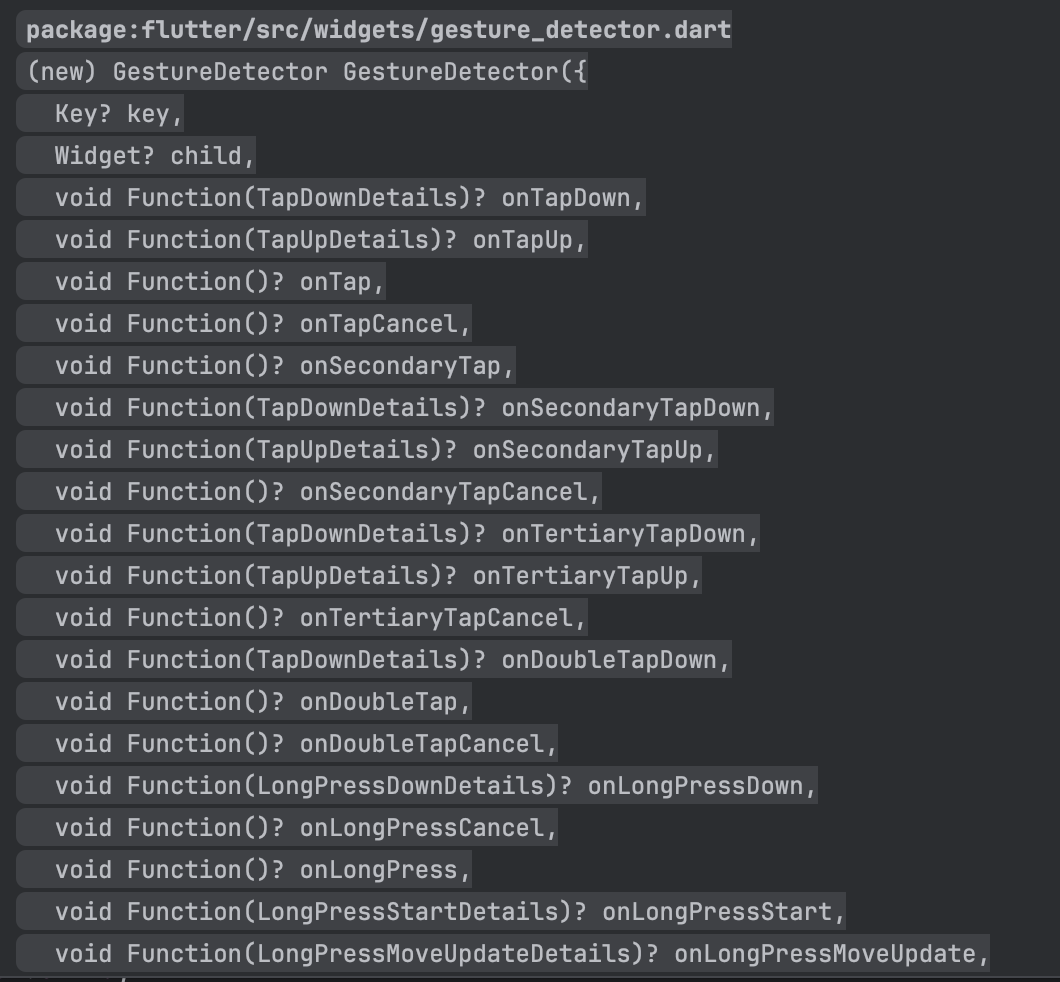 package:flutter/src/widgets/gesture_detector.dart
(new) GestureDetector GestureDetector({
  Key? key,
  Widget? child,
  void Function(TapDownDetails)? onTapDown,
  void Function(TapUpDetails)? onTapUp,
  void Function()? onTap,
  void Function()? onTapCancel,
  void Function()? onSecondaryTap,
  void Function(TapDownDetails)? onSecondaryTapDown,
  void Function(TapUpDetails)? onSecondaryTapUp,
  void Function()? onSecondaryTapCancel,
  void Function(TapDownDetails)? onTertiaryTapDown,
  void Function(TapUpDetails)? onTertiaryTapUp,
  void Function()? onTertiaryTapCancel,
  void Function(TapDownDetails)? onDoubleTapDown,
  void Function()? onDoubleTap,
  void Function()? onDoubleTapCancel,
  void Function(LongPressDownDetails)? onLongPressDown,
  void Function()? onLongPressCancel,
  void Function()? onLongPress,
  void Function(LongPressStartDetails)? onLongPressStart,
  void Function(LongPressMoveUpdateDetails)? onLongPressMoveUpdate,